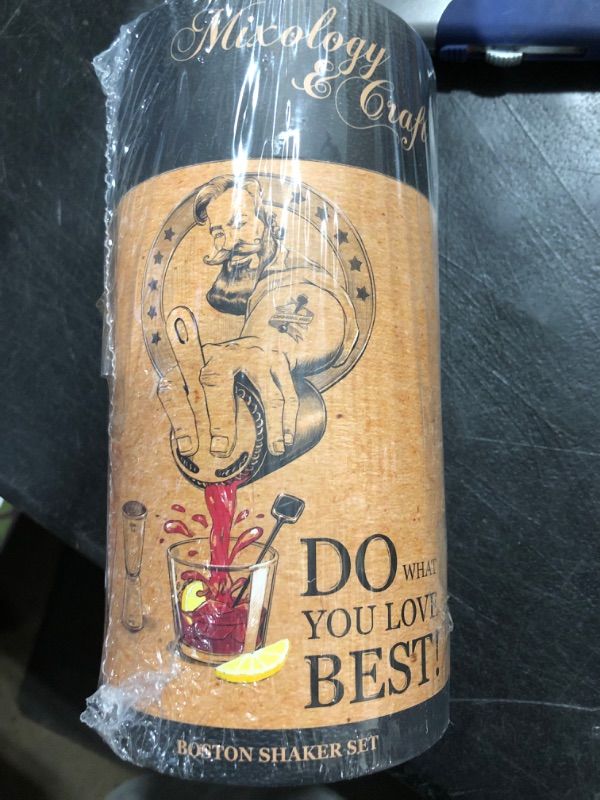 Mixology
& Craft
DO WHAT
YOU LOVE
BEST!
BOSTON SHAKER SET